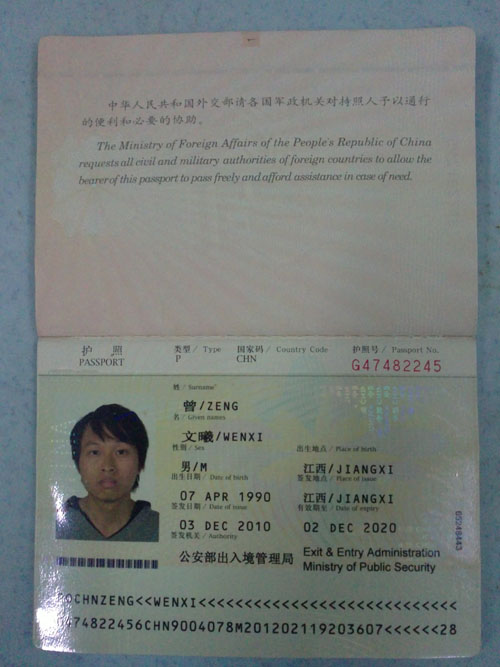 中华人民共和国外交部请各国军政机关对持照人予以通行
的便利和必要的协助。
The Ministry of Foreign Affairs of the People's Republic of China
requests all civil and military authorities of foreign countries to allow the
bearer of this passport to pass freely and afford assistance in case of need.
护 照 类型 / Type 国家码 / Country Code 护照号 / Passport No.
PASSPORT P CHN G47482245
姓 / Surname
曾/ZENG
名 / Given names
文曦/WENXI
性别 / Sex 出生地点 / Place of birth
男/M 江西/JIANGXI
出生日期 / Date of birth 签发地点 / Place of issue
07 APR 1990 江西/JIANGXI
签发日期 / Date of issue 有效期至 / Date of expiry
03 DEC 2010 02 DEC 2020
签发机关 / Authority
公安部出入境管理局 Exit & Entry Administration
Ministry of Public Security
POCHNZENG<<WENXI<<<<<<<<<<<<<<<<<<<<<<<<<<<<
474822456CHN9004078M201202119203607<<<<<<28